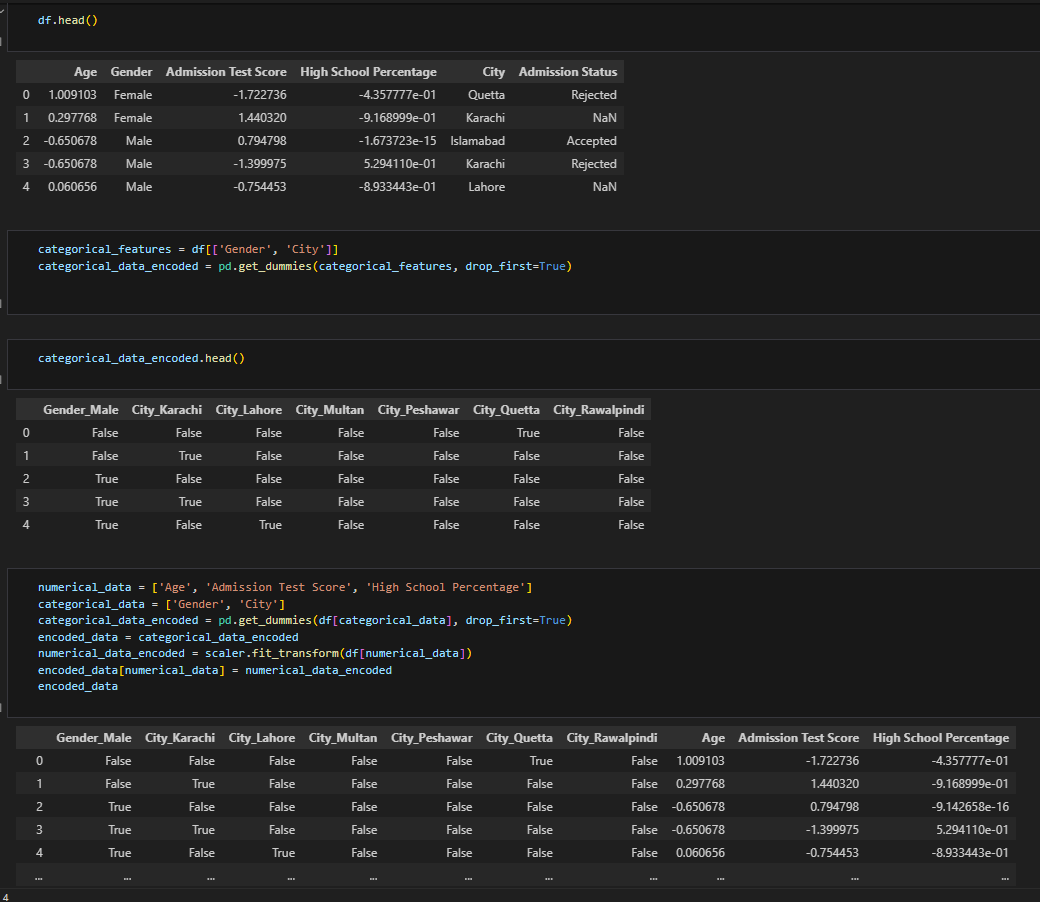 df.head()
Age Gender Admission Test Score High School Percentage City Admission Status
0 1.009103 Female -1.722736 -4.357777e-01 Quetta Rejected
1 0.297768 Female 1.440320 -9.168999e-01 Karachi NaN
2 -0.650678 Male 0.794798 -1.673723e-15 Islamabad Accepted
3 -0.650678 Male -1.399975 5.294110e-01 Karachi Rejected
4 0.060656 Male -0.754453 -8.933443e-01 Lahore NaN
categorical_features = df[['Gender', 'City']]
categorical_data_encoded = pd.get_dummies(categorical_features, drop_first=True)
categorical_data_encoded.head()
Gender_Male City_Karachi City_Lahore City_Multan City_Peshawar City_Quetta City_Rawalpindi
0 False False False False False True False
1 False True False False False False False
2 True False False False False False False
3 True True False False False False False
4 True False True False False False False
numerical_data = ['Age', 'Admission Test Score', 'High School Percentage']
categorical_data = ['Gender', 'City']
categorical_data_encoded = pd.get_dummies(df[categorical_data], drop_first=True)
encoded_data = categorical_data_encoded
numerical_data_encoded = scaler.fit_transform(df[numerical_data])
encoded_data[numerical_data] = numerical_data_encoded
encoded_data
Gender_Male City_Karachi City_Lahore City_Multan City_Peshawar City_Quetta City_Rawalpindi Age Admission Test Score High School Percentage
0 False False False False False True False 1.009103 -1.722736 -4.357777e-01
1 False True False False False False False 0.297768 1.440320 -9.168999e-01
2 True False False False False False False -0.650678 0.794798 -9.142658e-16
3 True True False False False False False -0.650678 -1.399975 5.294110e-01
4 True False True False False False False 0.060656 -0.754453 -8.933443e-01
... ... ... ... ... ... ... ... ... ... ...
4